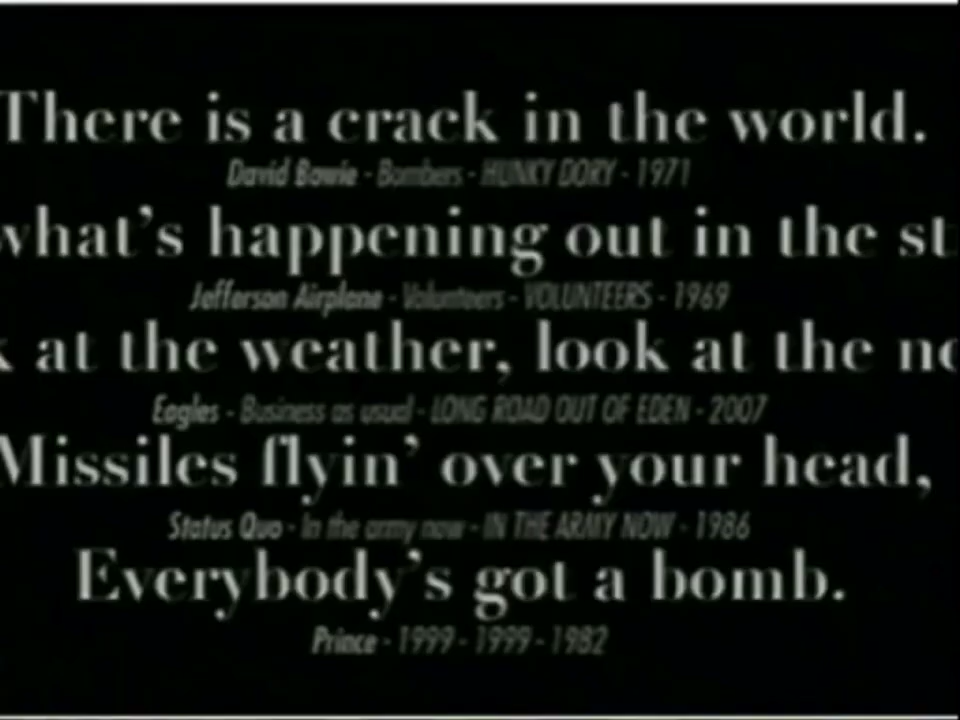 There is a crack in the world.
David Bowie - Bombers - HUNKY DORY - 1971
what's happening out in the st
Jefferson Airplane - Volunteers - VOLUNTEERS - 1969
k at the weather, look at the ne
Eagles - Business as usual - LONG ROAD OUT OF EDEN - 2007
Missiles flyin' over your head,
Status Quo - In the army now - IN THE ARMY NOW - 1986
Everybody's got a bomb.
Prince - 1999 - 1999 - 1982